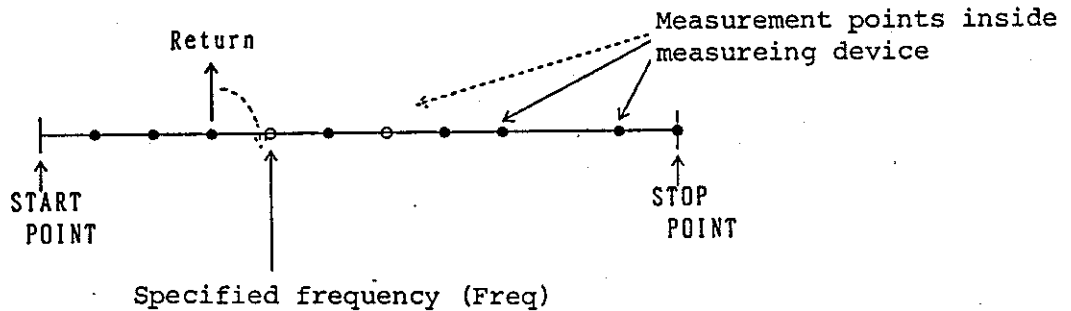 Measurement points inside
measureing device
Return
START
POINT
STOP
POINT
Specified frequency (Freq)